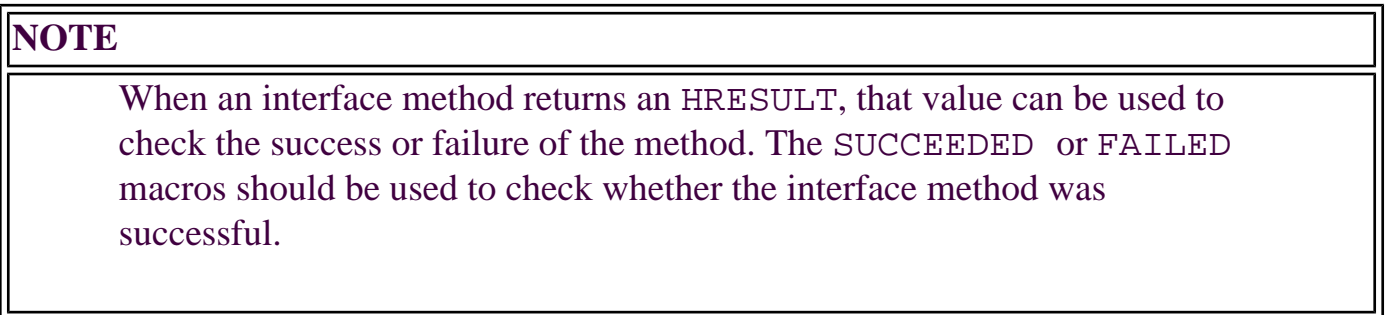 NOTE
When an interface method returns an HRESULT, that value can be used to
check the success or failure of the method. The SUCCEEDED or FAILED
macros should be used to check whether the interface method was
successful.